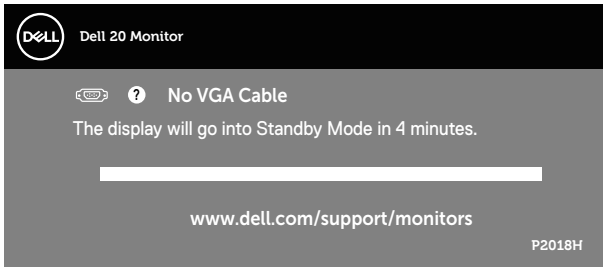 DELL
Dell 20 Monitor
? No VGA Cable
The display will go into Standby Mode in 4 minutes.
www.dell.com/support/monitors
P2018H